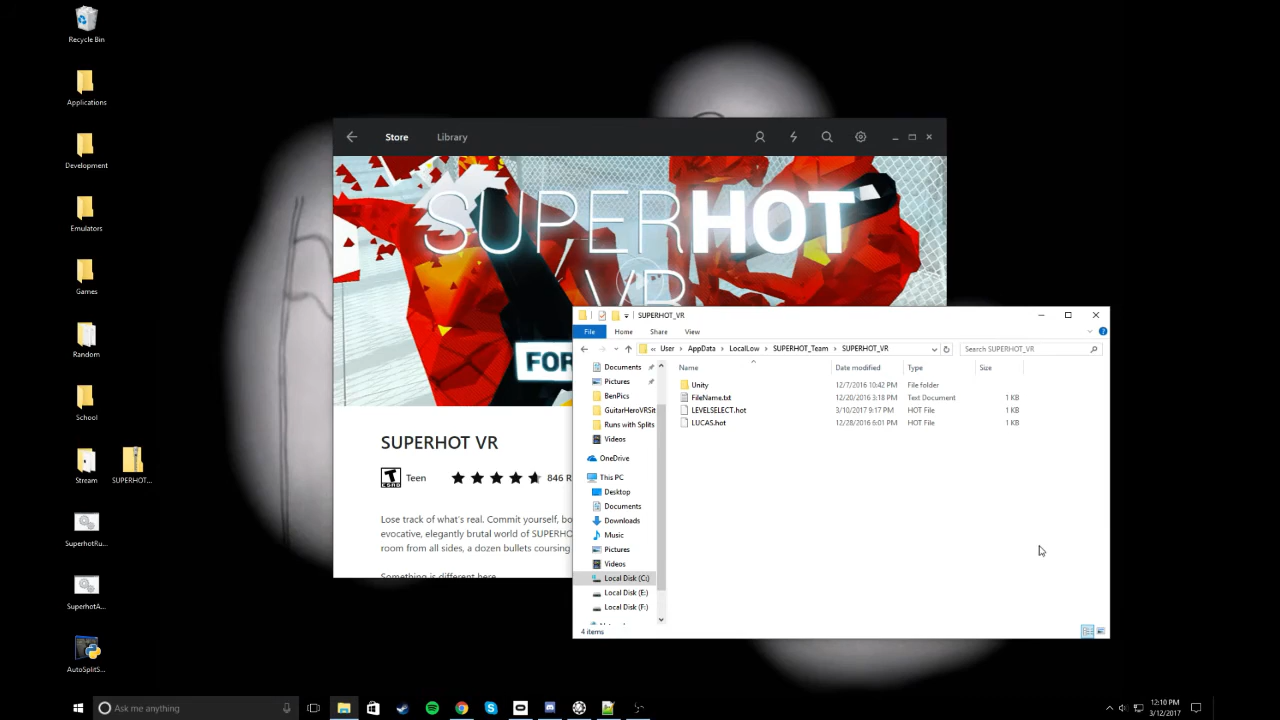 Recycle Bin
Applications
Development
Emulators
Games
Random
School
Stream
SUPERHOT...
SuperhotRu...
SuperhotA...
AutoSplitS...
Store
Library
SUPERHOT
VR
FOR
SUPERHOT VR
Teen
846 R
Lose track of what's real. Commit yourself, bo
evocative, elegantly brutal world of SUPERHO
room from all sides, a dozen bullets coursing
Something is different here.
SUPERHOT_VR
File
Home
Share
View
« User > AppData > LocalLow > SUPERHOT_Team > SUPERHOT_VR
Search SUPERHOT_VR
Documents
Pictures
BenPics
GuitarHeroVRSit
Runs with Splits
Videos
OneDrive
This PC
Desktop
Documents
Downloads
Music
Pictures
Videos
Local Disk (C:)
Local Disk (E:)
Local Disk (F:)
Name Date modified Type Size
Unity 12/7/2016 10:42 PM File folder
FileName.txt 12/20/2016 3:18 PM Text Document 1 KB
LEVELSELECT.hot 3/10/2017 9:17 PM HOT File 1 KB
LUCAS.hot 12/28/2016 6:01 PM HOT File 1 KB
4 items
Ask me anything
12:10 PM
3/12/2017